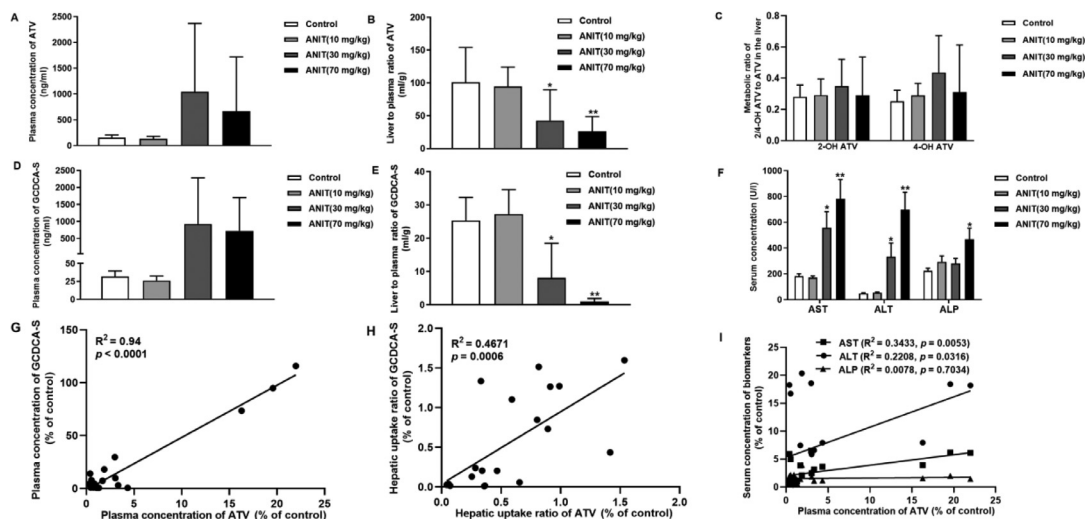 A
Plasma concentration of ATV
(ng/ml)
2500
2000
1500
1000
500
0
Control
ANIT(10 mg/kg)
ANIT(30 mg/kg)
ANIT(70 mg/kg)
B
Liver to plasma ratio of ATV
(ml/g)
200
150
100
50
0
*
**
Control
ANIT(10 mg/kg)
ANIT(30 mg/kg)
ANIT(70 mg/kg)
C
Metabolic ratio of
2/4-OH ATV to ATV in the liver
0.8
0.6
0.4
0.2
0.0
2-OH ATV
4-OH ATV
Control
ANIT(10 mg/kg)
ANIT(30 mg/kg)
ANIT(70 mg/kg)
D
Plasma concentration of GCDCA-S
(ng/ml)
2500
2000
1500
1000
500
50
25
0
Control
ANIT(10 mg/kg)
ANIT(30 mg/kg)
ANIT(70 mg/kg)
E
Liver to plasma ratio of GCDCA-S
(ml/g)
40
30
20
10
0
*
**
Control
ANIT(10 mg/kg)
ANIT(30 mg/kg)
ANIT(70 mg/kg)
F
Serum concentration (U/l)
1000
800
600
400
200
0
*
**
*
**
*
AST
ALT
ALP
Control
ANIT(10 mg/kg)
ANIT(30 mg/kg)
ANIT(70 mg/kg)
G
Plasma concentration of GCDCA-S
(% of control)
150
100
50
0
R² = 0.94
p < 0.0001
0
5
10
15
20
25
Plasma concentration of ATV (% of control)
H
Hepatic uptake ratio of GCDCA-S
(% of control)
2.0
1.5
1.0
0.5
0.0
R² = 0.4671
p = 0.0006
0.0
0.5
1.0
1.5
2.0
Hepatic uptake ratio of ATV (% of control)
I
Serum concentration of biomarkers
(% of control)
25
20
15
10
5
0
AST (R² = 0.3433, p = 0.0053)
ALT (R² = 0.2208, p = 0.0316)
ALP (R² = 0.0078, p = 0.7034)
0
5
10
15
20
25
Plasma concentration of ATV (% of control)